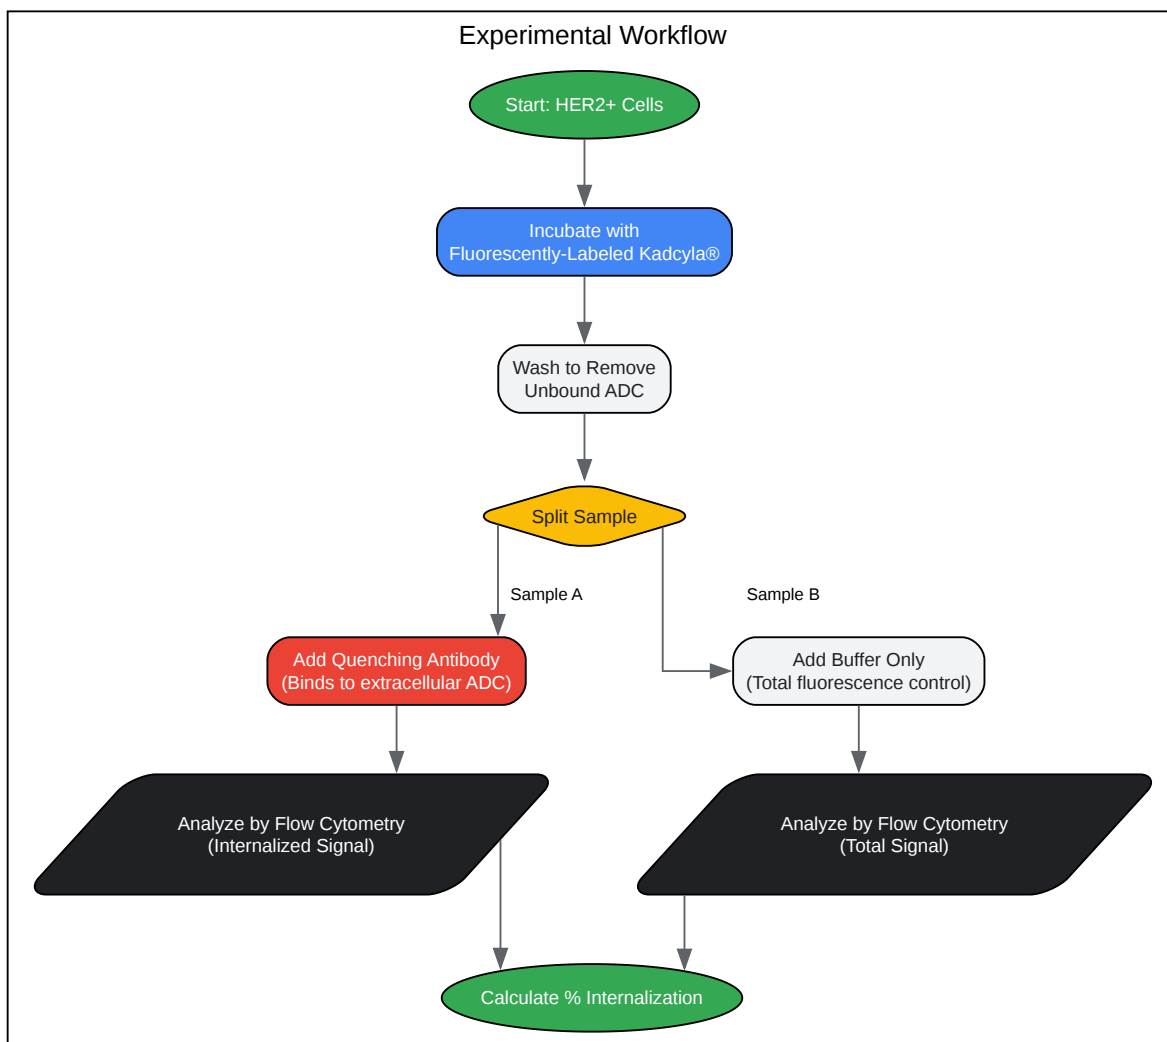 Experimental Workflow
Start: HER2+ Cells
Incubate with
Fluorescently-Labeled Kadcyla®
Wash to Remove
Unbound ADC
Split Sample
Sample A
Sample B
Add Quenching Antibody
(Binds to extracellular ADC)
Add Buffer Only
(Total fluorescence control)
Analyze by Flow Cytometry
(Internalized Signal)
Analyze by Flow Cytometry
(Total Signal)
Calculate % Internalization